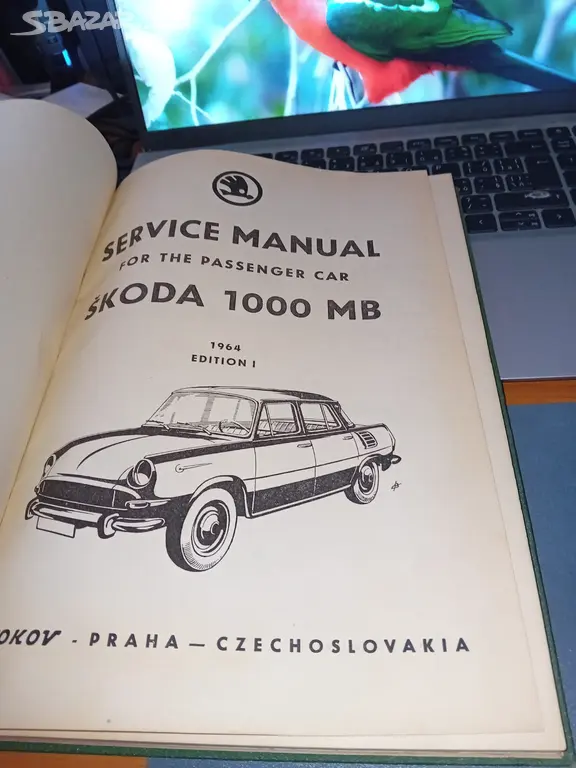 SBAZAR
SERVICE MANUAL
FOR THE PASSENGER CAR
ŠKODA 1000 MB
1964
EDITION I
OKOV - PRAHA — CZECHOSLOVAKIA